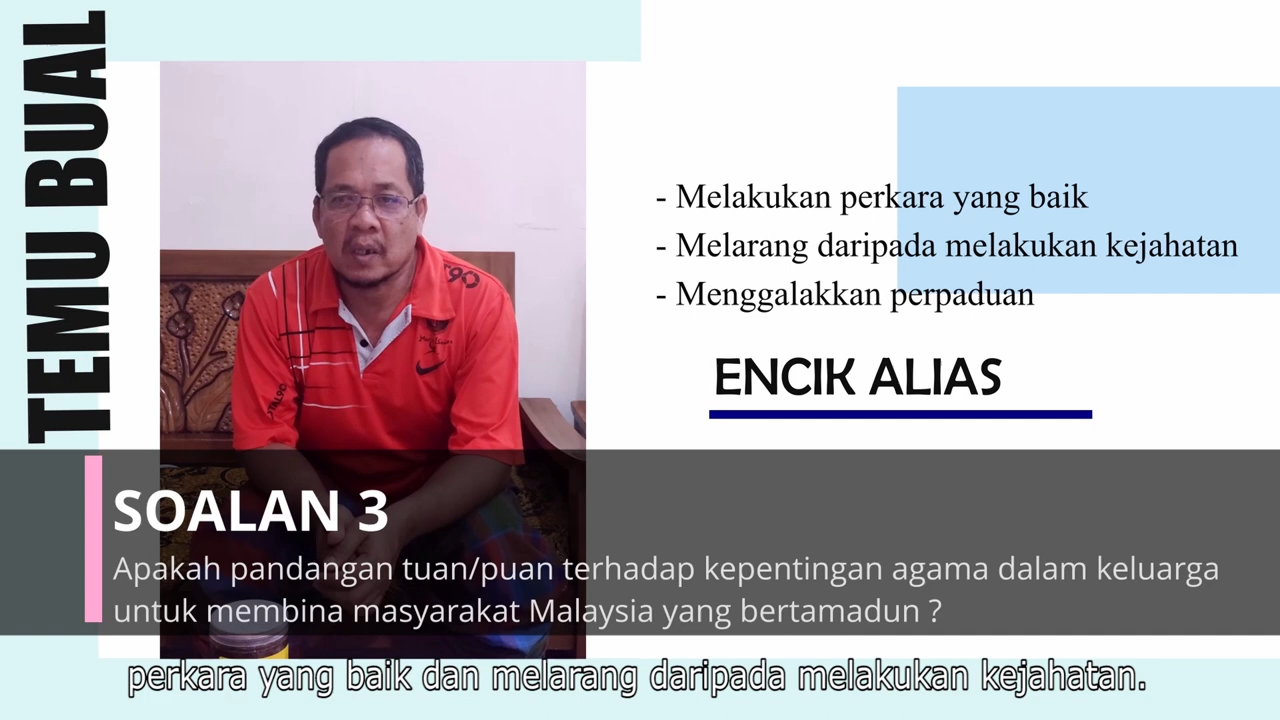 TEMU BUAL
- Melakukan perkara yang baik
- Melarang daripada melakukan kejahatan
- Menggalakkan perpaduan
ENCIK ALIAS
SOALAN 3
Apakah pandangan tuan/puan terhadap kepentingan agama dalam keluarga
untuk membina masyarakat Malaysia yang bertamadun ?
perkara yang baik dan melarang daripada melakukan kejahatan.